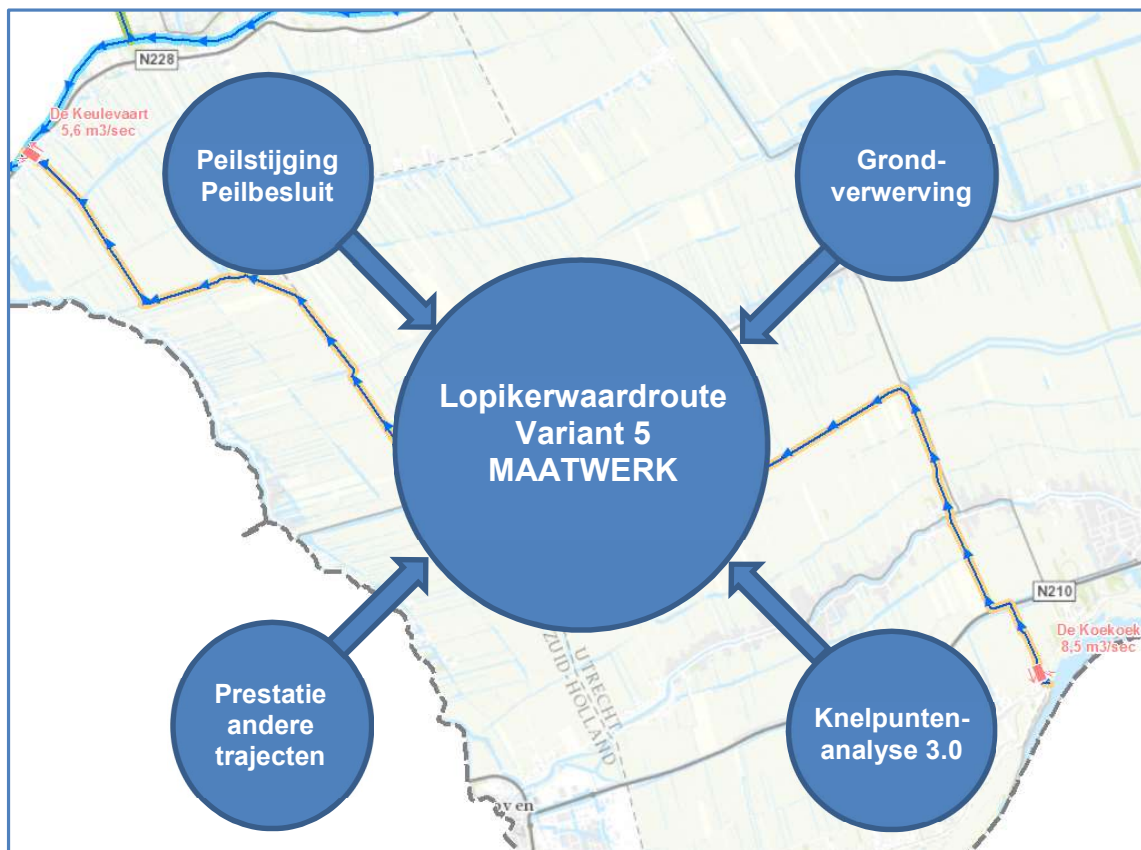 N228
De Keulevaart
5,6 m3/sec
Peilstijging
Peilbesluit
Grond-
verwerving
Lopikerwaardroute
Variant 5
MAATWERK
N210
De Koekoek
8,5 m3/sec
UTRECHT
ZUID-HOLLAND
Prestatie
andere
trajecten
Knelpunten-
analyse 3.0